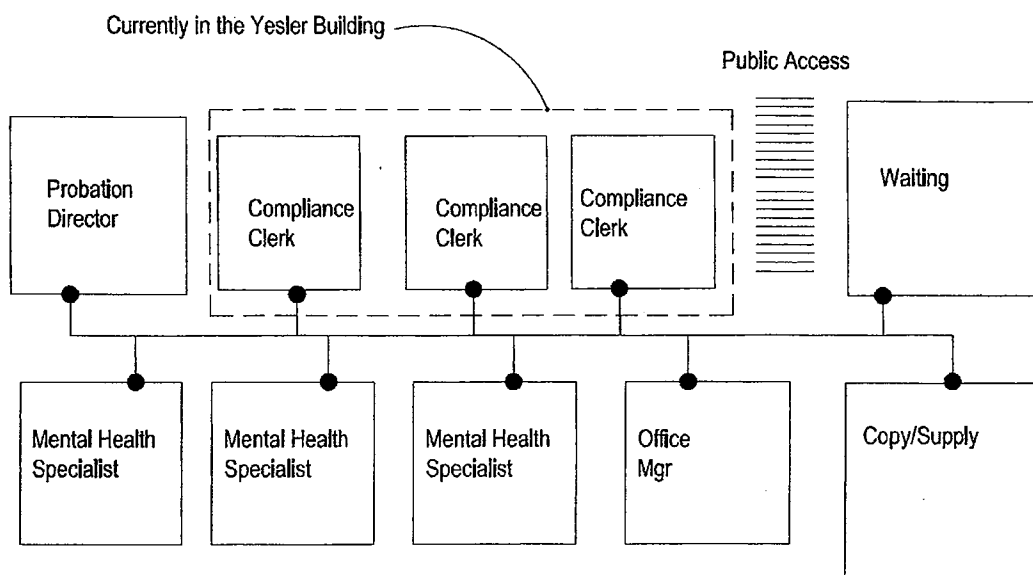 Currently in the Yesler Building
Public Access
Probation
Director
Compliance
Clerk
Compliance
Clerk
Compliance
Clerk
Waiting
Mental Health
Specialist
Mental Health
Specialist
Mental Health
Specialist
Office
Mgr
Copy/Supply